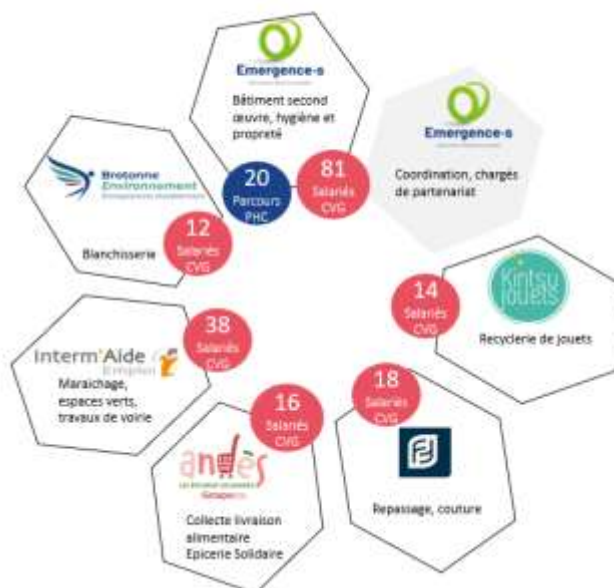 Emergence-s
Bâtiment second
œuvre, hygiène et
propreté
20
Parcours
PHC
81
Salariés
CVG
Emergence-s
Coordination, chargés
de partenariat
Brotonne
Environnement
Blanchisserie
12
Salariés
CVG
14
Salariés
CVG
Kintsu
Jouets
Recyclerie de jouets
38
Salariés
CVG
Interm'Aide
Emploi
Maraîchage,
espaces verts,
travaux de voirie
16
Salariés
CVG
andès
Collecte livraison
alimentaire
Epicerie Solidaire
18
Salariés
CVG
Repassage, couture